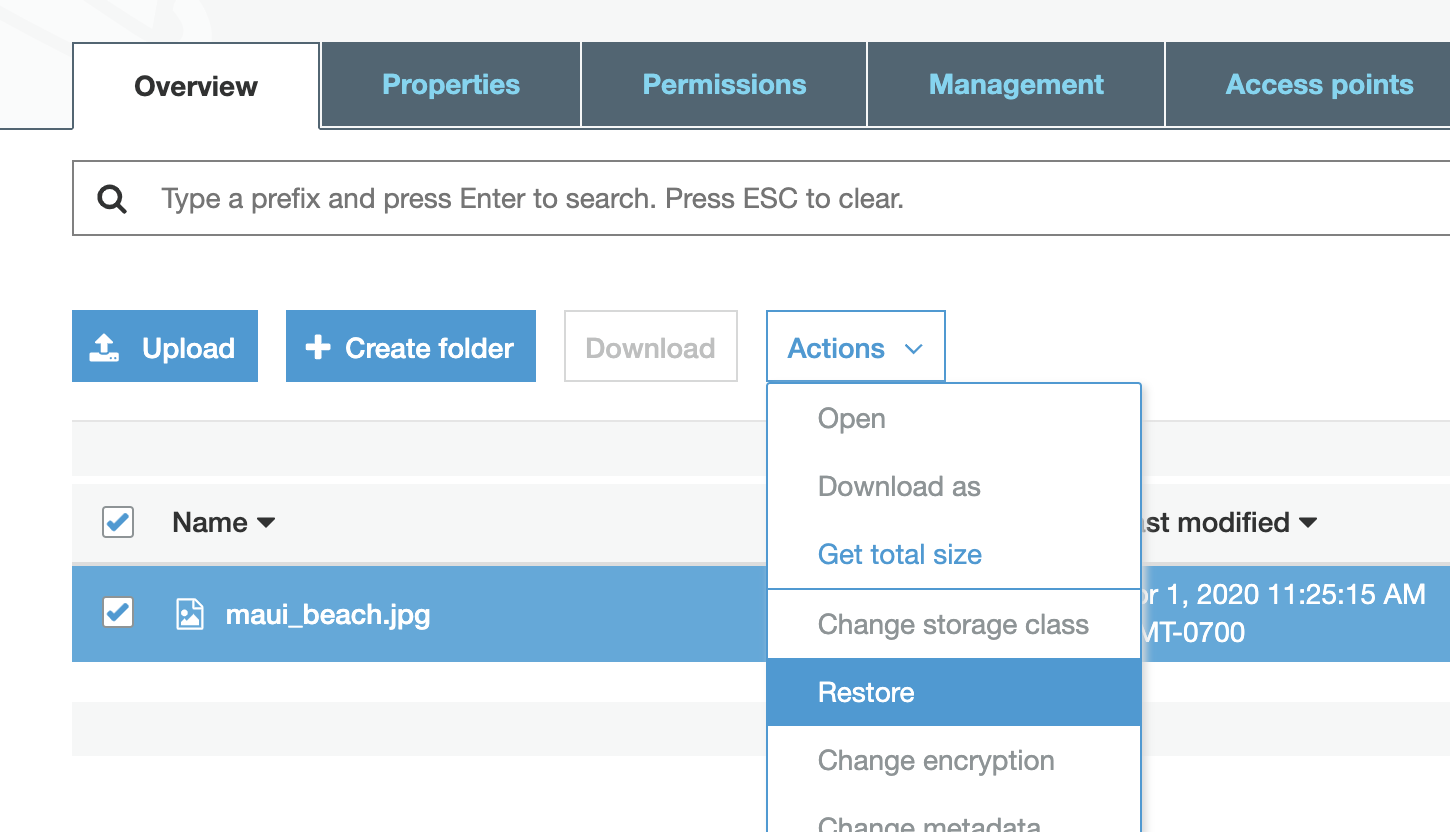 Overview Properties Permissions Management Access points
Type a prefix and press Enter to search. Press ESC to clear.
Upload Create folder Download Actions
Open
Download as
Get total size
Change storage class
Restore
Change encryption
Change metadata
Name
st modified
maui_beach.jpg
r 1, 2020 11:25:15 AM
MT-0700